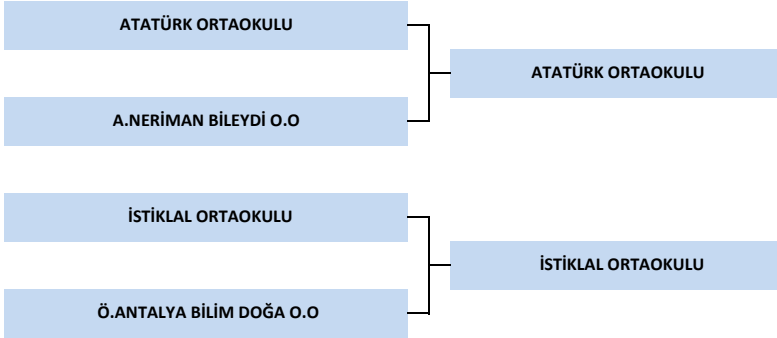 ATATÜRK ORTAOKULU
ATATÜRK ORTAOKULU
A.NERİMAN BİLEYDİ O.O
İSTİKLAL ORTAOKULU
İSTİKLAL ORTAOKULU
Ö.ANTALYA BİLİM DOĞA O.O